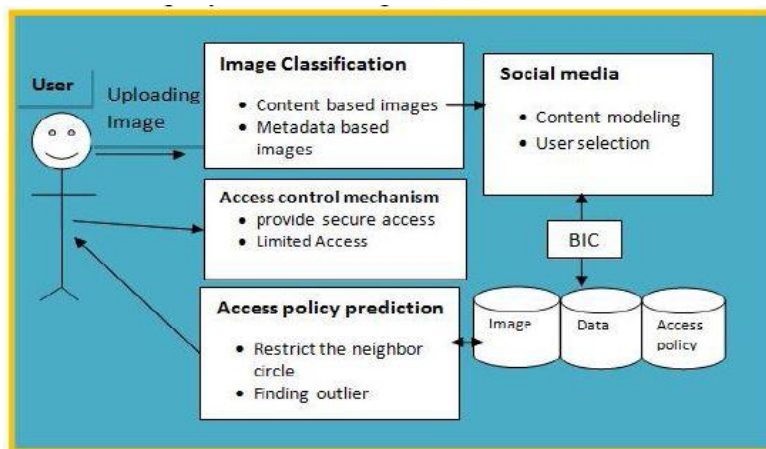 User
Uploading
Image
Image Classification
• Content based images
• Metadata based
images
Social media
• Content modeling
• User selection
Access control mechanism
• provide secure access
• Limited Access
BIC
Access policy prediction
• Restrict the neighbor
circle
• Finding outlier
Image
Data
Access
policy